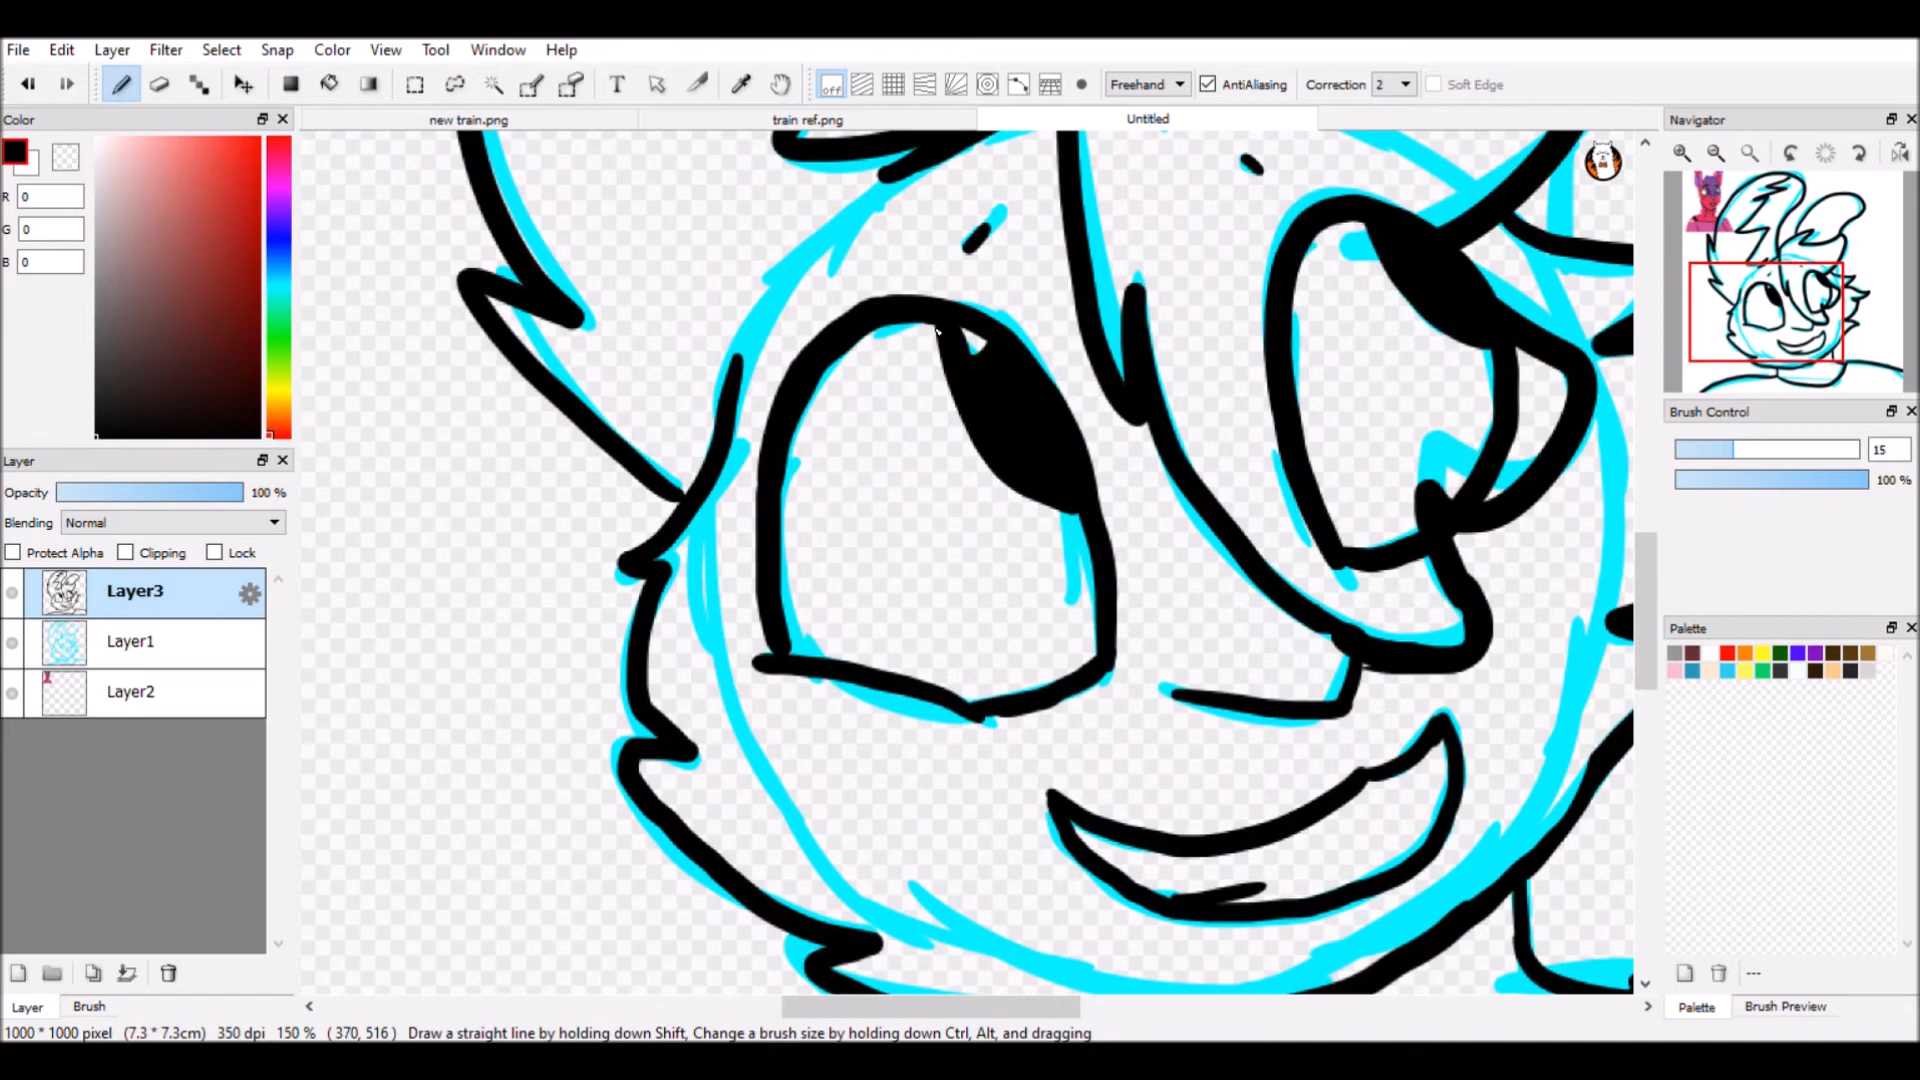 File Edit Layer Filter Select Snap Color View Tool Window Help
T off Freehand AntiAliasing Correction 2 Soft Edge
Color new train.png train ref.png Untitled Navigator
R 0
G 0
B 0
Brush Control
15
100 %
Layer
Opacity 100 %
Blending Normal
Protect Alpha Clipping Lock
Layer3
Layer1
Layer2
Palette
---
Layer Brush Palette Brush Preview
1000 * 1000 pixel (7.3 * 7.3cm) 350 dpi 150 % ( 370, 516 ) Draw a straight line by holding down Shift, Change a brush size by holding down Ctrl, Alt, and dragging